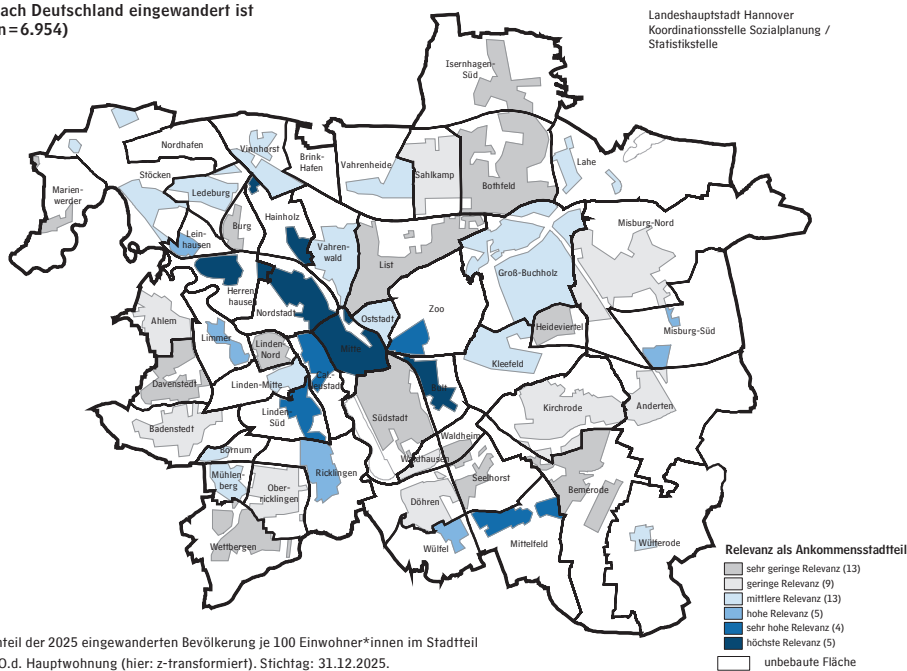 ach Deutschland eingewandert ist
n=6.954)
Landeshauptstadt Hannover
Koordinationsstelle Sozialplanung /
Statistikstelle
Isernhagen-
Süd
Nordhafen
Vinnhorst
Brink-
Hafen
Vahrenheide
Sahlkamp
Bothfeld
Lahe
Marien-
werder
Stöcken
Ledeburg
Burg
Hainholz
Lein-
hausen
Vahren-
wald
List
Groß-Buchholz
Misburg-Nord
Herren-
hausen
Nordstadt
Oststadt
Zoo
Heideviertel
Misburg-Süd
Ahlem
Limmer
Linden-
Nord
Mitte
Kleefeld
Davenstedt
Linden-Mitte
Cal.-
Neustadt
Bult
Badenstedt
Linden-
Süd
Südstadt
Kirchrode
Anderten
Waldheim
Waldhausen
Bornum
Mühlen-
berg
Ober-
ricklingen
Ricklingen
Seelhorst
Döhren
Bemerode
Wettbergen
Wülfel
Mittelfeld
Wülferode
Relevanz als Ankommensstadtteil
sehr geringe Relevanz (13)
geringe Relevanz (9)
mittlere Relevanz (13)
hohe Relevanz (5)
sehr hohe Relevanz (4)
höchste Relevanz (5)
unbebaute Fläche
nteil der 2025 eingewanderten Bevölkerung je 100 Einwohner*innen im Stadtteil
O.d. Hauptwohnung (hier: z-transformiert). Stichtag: 31.12.2025.